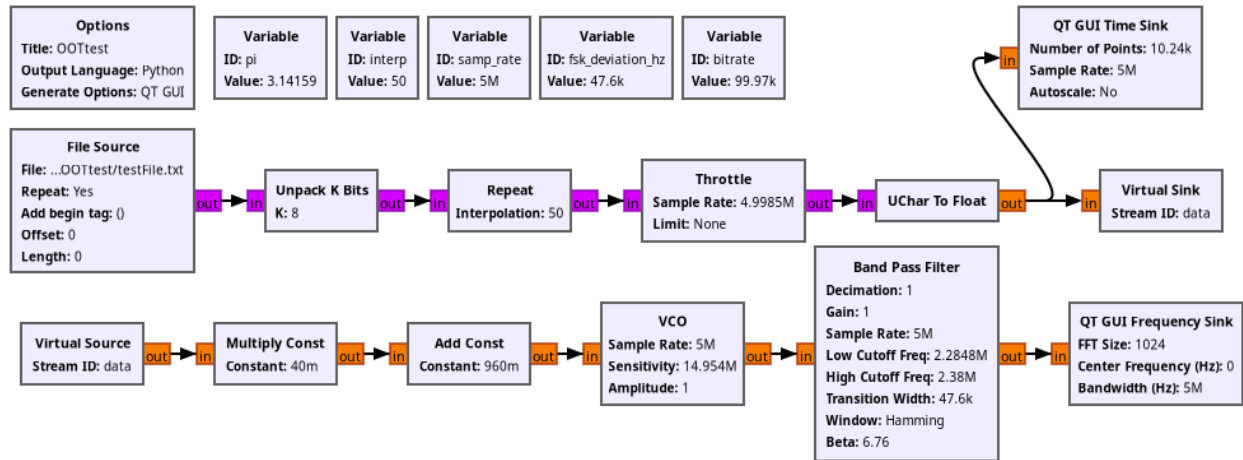 Options
Title: OOTtest
Output Language: Python
Generate Options: QT GUI
Variable
ID: pi
Value: 3.14159
Variable
ID: interp
Value: 50
Variable
ID: samp_rate
Value: 5M
Variable
ID: fsk_deviation_hz
Value: 47.6k
Variable
ID: bitrate
Value: 99.97k
QT GUI Time Sink
Number of Points: 10.24k
Sample Rate: 5M
Autoscale: No
in
File Source
File: ...OOTtest/testFile.txt
Repeat: Yes
Add begin tag: ()
Offset: 0
Length: 0
out
in
Unpack K Bits
K: 8
out
in
Repeat
Interpolation: 50
out
in
Throttle
Sample Rate: 4.9985M
Limit: None
out
in
UChar To Float
out
in
Virtual Sink
Stream ID: data
Virtual Source
Stream ID: data
out
in
Multiply Const
Constant: 40m
out
in
Add Const
Constant: 960m
out
in
VCO
Sample Rate: 5M
Sensitivity: 14.954M
Amplitude: 1
out
in
Band Pass Filter
Decimation: 1
Gain: 1
Sample Rate: 5M
Low Cutoff Freq: 2.2848M
High Cutoff Freq: 2.38M
Transition Width: 47.6k
Window: Hamming
Beta: 6.76
out
in
QT GUI Frequency Sink
FFT Size: 1024
Center Frequency (Hz): 0
Bandwidth (Hz): 5M